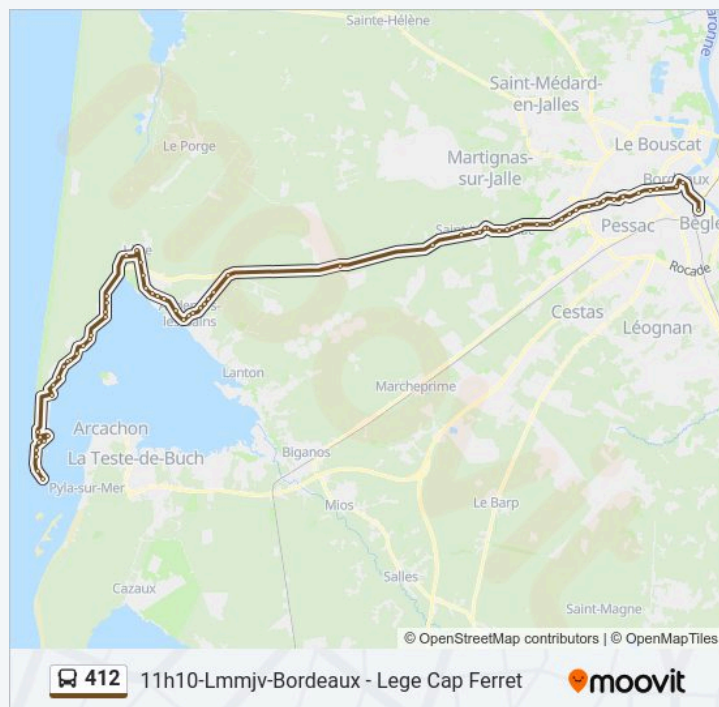 Sainte-Hélène
Saint-Médard-
en-Jalles
Le Porge
Le Bouscat
Martignas-
sur-Jalle
Bordeaux
Pessac
Bègle
Rocade
Cestas
Léognan
Lanton
Marcheprime
Arcachon
La Teste-de-Buch
Biganos
Pyla-sur-Mer
Mios
Le Barp
Salles
Cazaux
Saint-Magne
© OpenStreetMap contributors | © OpenMapTiles
412 11h10-Lmmjv-Bordeaux - Lege Cap Ferret moovit